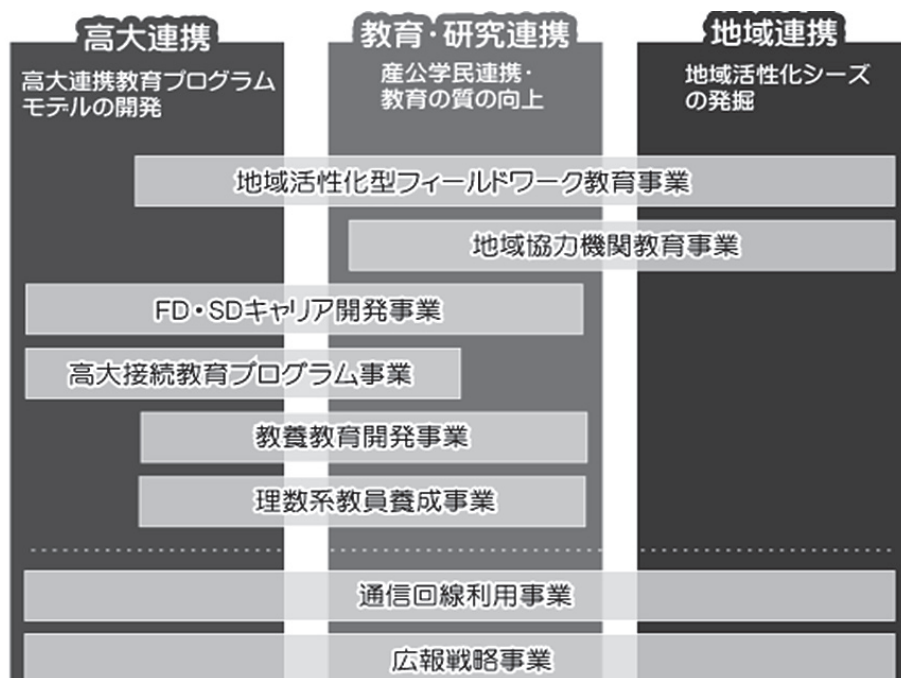 高大連携
高大連携教育プログラム
モデルの開発
教育・研究連携
産公学民連携・
教育の質の向上
地域連携
地域活性化シーズ
の発掘
地域活性化型フィールドワーク教育事業
地域協力機関教育事業
FD・SDキャリア開発事業
高大接続教育プログラム事業
教養教育開発事業
理数系教員養成事業
通信回線利用事業
広報戦略事業